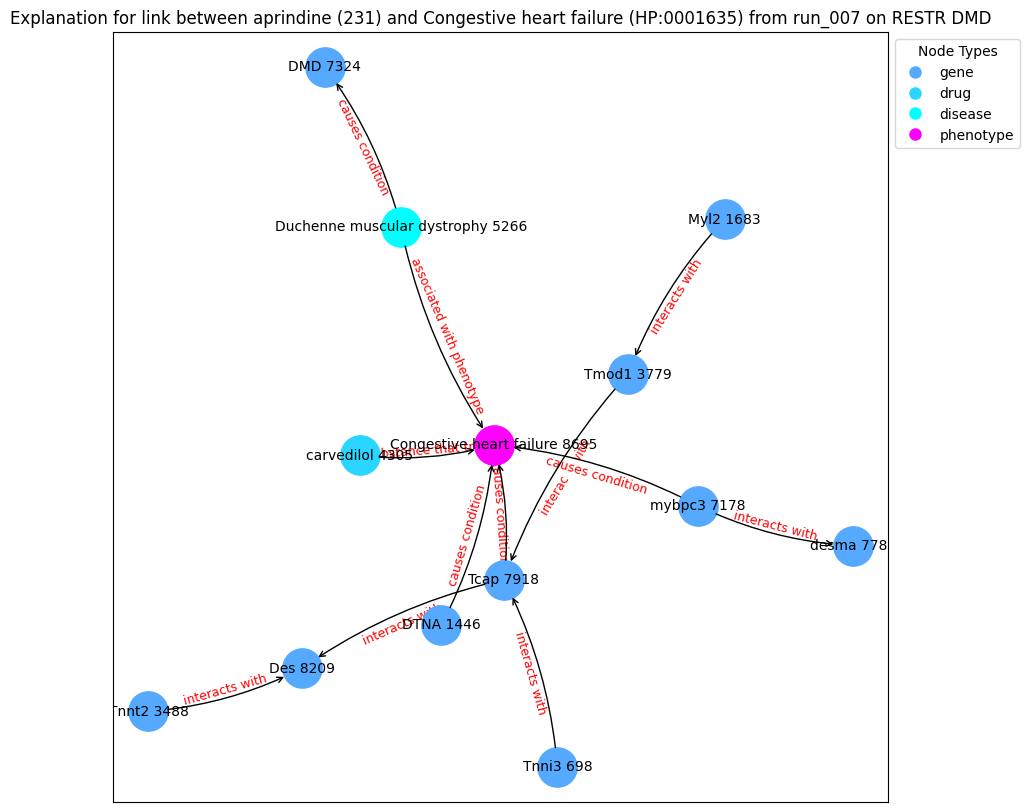 Explanation for link between aprindine (231) and Congestive heart failure (HP:0001635) from run_007 on RESTR DMD
Node Types
gene
drug
disease
phenotype
DMD 7324
causes condition
Duchenne muscular dystrophy 5266
Myl2 1683
associated with phenotype
interacts with
Tmod1 3779
Congestive heart failure 8695
carvedilol 4305
causes condition
mybpc3 7178
interacts with
desma 778
causes condition
causes condition
Tcap 7918
interacts with
DTNA 1446
interacts with
Des 8209
interacts with
Tnnt2 3488
Tnni3 698